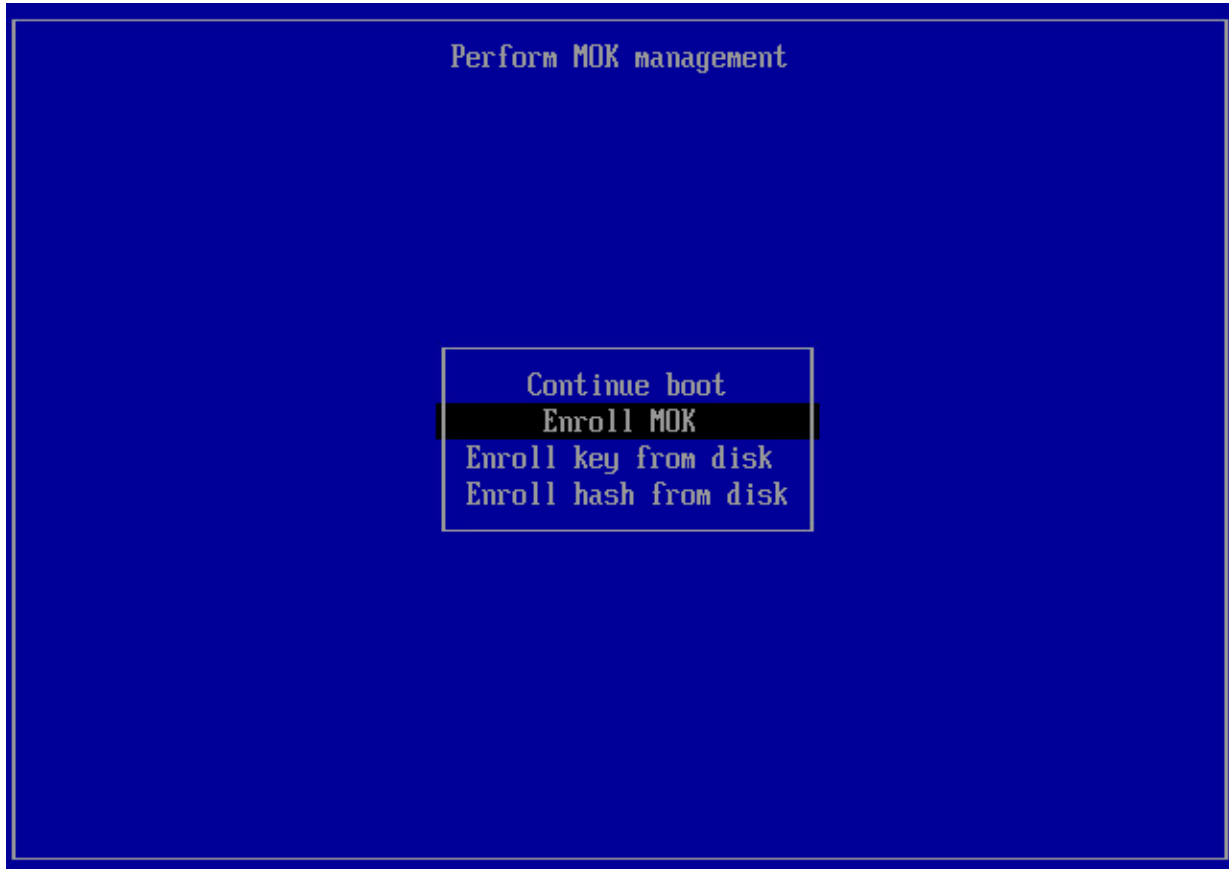 Perform MOK management
Continue boot
Enroll MOK
Enroll key from disk
Enroll hash from disk